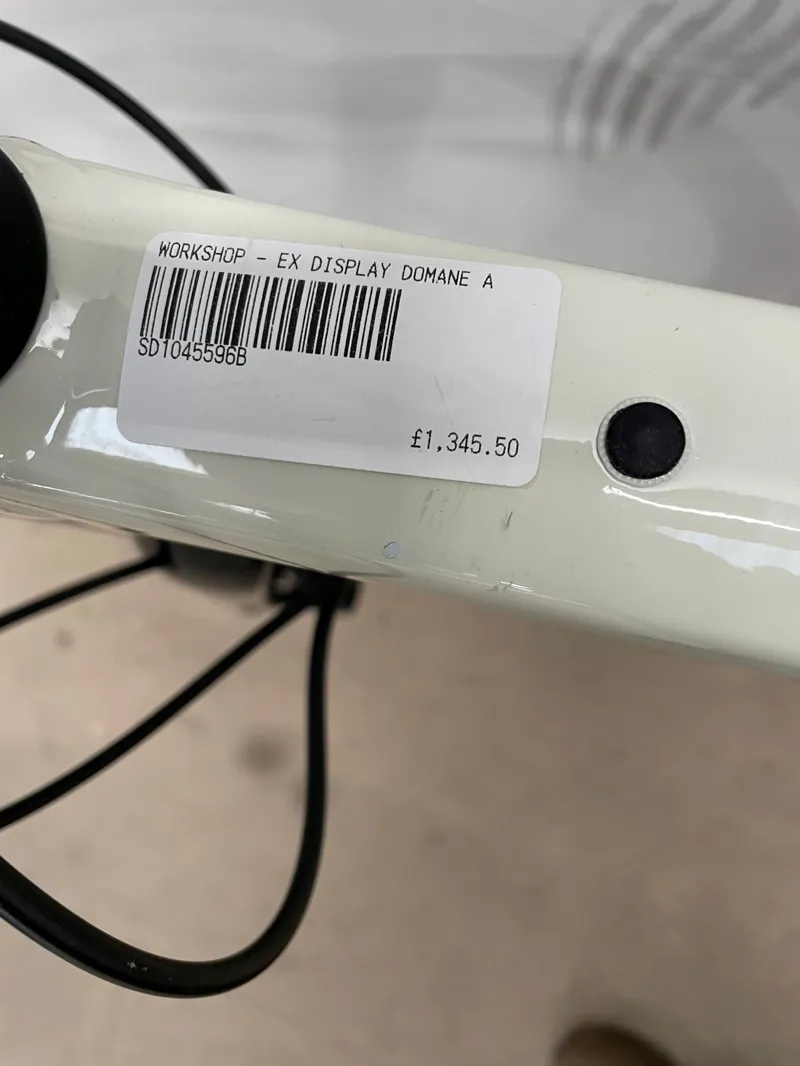 WORKSHOP - EX DISPLAY DOMANE A
SD1045596B
£1,345.50